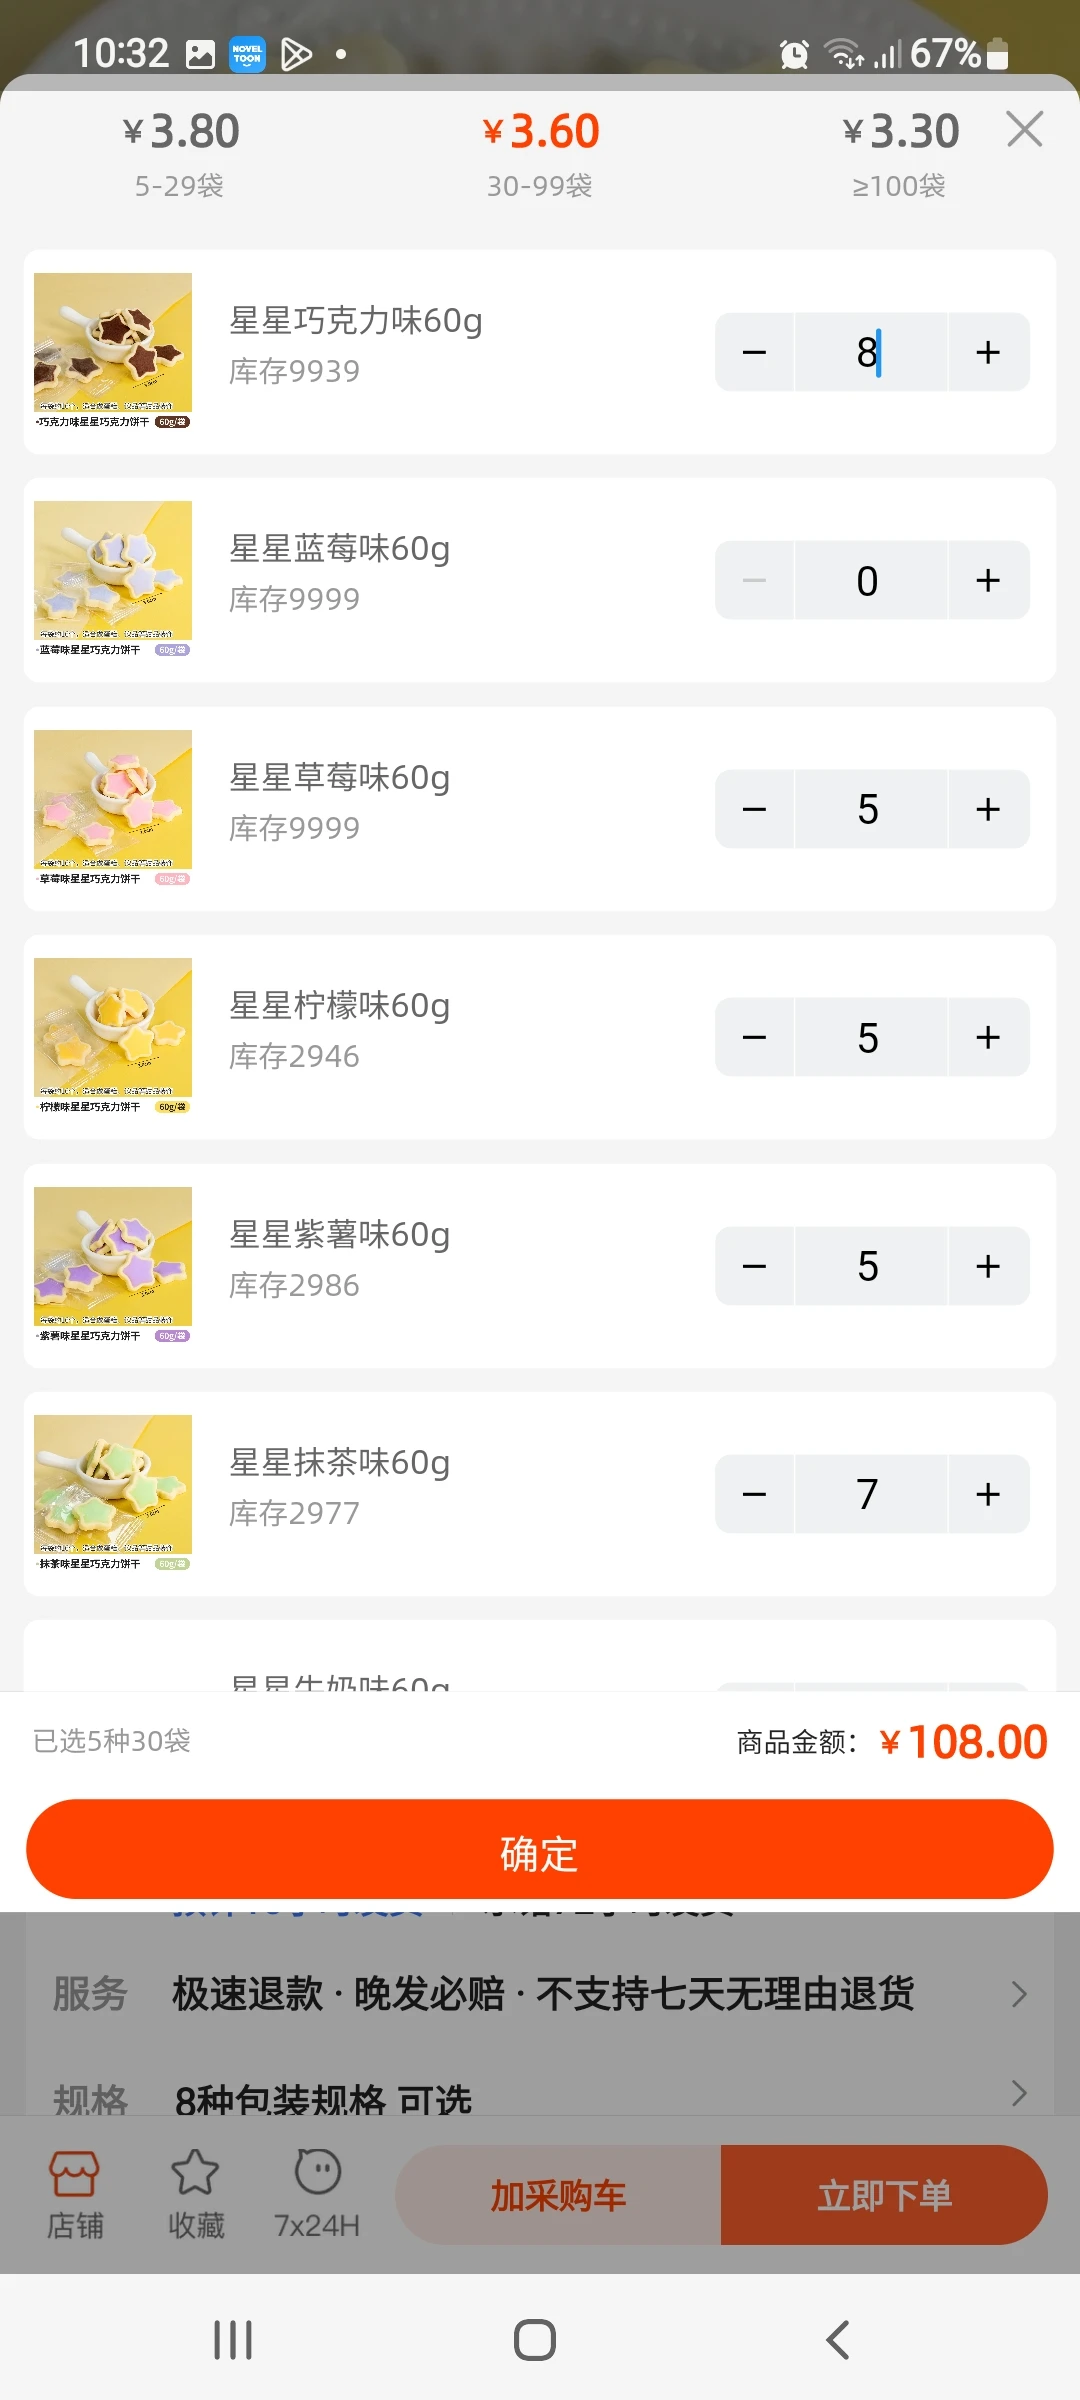 10:32 NOVEL TOON 67%
¥3.80 ¥3.60 ¥3.30
5-29袋 30-99袋 ≥100袋
星星巧克力味60g
库存9939
8
巧克力味星星巧克力饼干 60g/袋
星星蓝莓味60g
库存9999
0
蓝莓味星星巧克力饼干 60g/袋
星星草莓味60g
库存9999
5
草莓味星星巧克力饼干 60g/袋
星星柠檬味60g
库存2946
5
柠檬味星星巧克力饼干 60g/袋
星星紫薯味60g
库存2986
5
紫薯味星星巧克力饼干 60g/袋
星星抹茶味60g
库存2977
7
抹茶味星星巧克力饼干 60g/袋
星星牛奶味60g
已选5种30袋 商品金额：¥108.00
确定
服务 极速退款 · 晚发必赔 · 不支持七天无理由退货
规格 8种包装规格 可选
店铺 收藏 7x24H 加采购车 立即下单